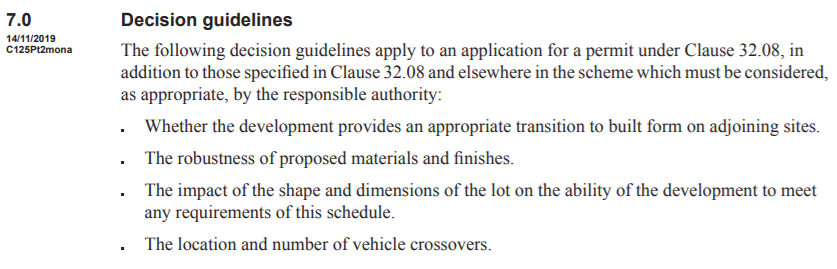 7.0 Decision guidelines
14/11/2019
C125Pt2mona
The following decision guidelines apply to an application for a permit under Clause 32.08, in
addition to those specified in Clause 32.08 and elsewhere in the scheme which must be considered,
as appropriate, by the responsible authority:
▪ Whether the development provides an appropriate transition to built form on adjoining sites.
▪ The robustness of proposed materials and finishes.
▪ The impact of the shape and dimensions of the lot on the ability of the development to meet
any requirements of this schedule.
▪ The location and number of vehicle crossovers.